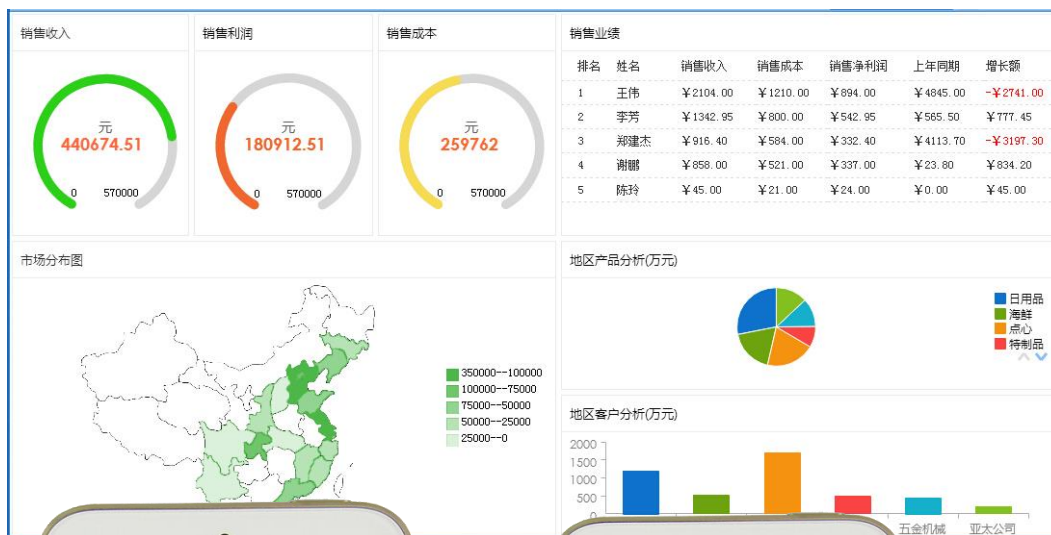 销售收入
元
440674.51
0 570000
销售利润
元
180912.51
0 570000
销售成本
元
259762
0 570000
销售业绩
排名 姓名 销售收入 销售成本 销售净利润 上年同期 增长额
1 王伟 ￥2104.00 ￥1210.00 ￥894.00 ￥4845.00 -￥2741.00
2 李芳 ￥1342.95 ￥800.00 ￥542.95 ￥565.50 ￥777.45
3 郑建杰 ￥916.40 ￥584.00 ￥332.40 ￥4113.70 -￥3197.30
4 谢鹏 ￥858.00 ￥521.00 ￥337.00 ￥23.80 ￥834.20
5 陈玲 ￥45.00 ￥21.00 ￥24.00 ￥0.00 ￥45.00
市场分布图
350000--100000
100000--75000
75000--50000
50000--25000
25000--0
地区产品分析(万元)
日用品
海鲜
点心
特制品
地区客户分析(万元)
2000
1500
1000
500
0
五金机械 亚太公司